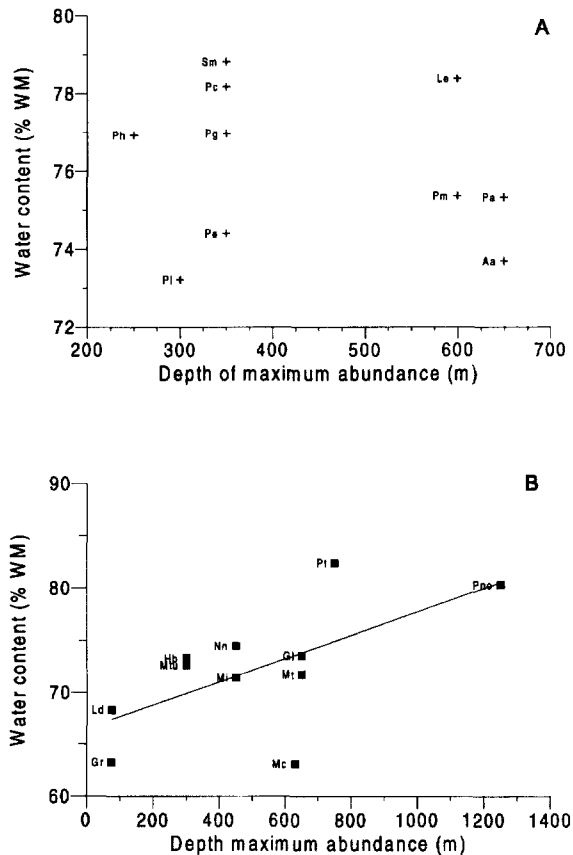 A
Water content (% WM)
80
78
76
74
72
Sm
Pc
Le
Ph
Pg
Pm
Pa
Pe
Aa
Pl
200
300
400
500
600
700
Depth of maximum abundance (m)
B
Water content (% WM)
90
80
70
60
Pt
Pno
Nn
Hb
Gl
Mi
Mt
Ld
Gr
Mc
0
200
400
600
800
1000
1200
1400
Depth maximum abundance (m)